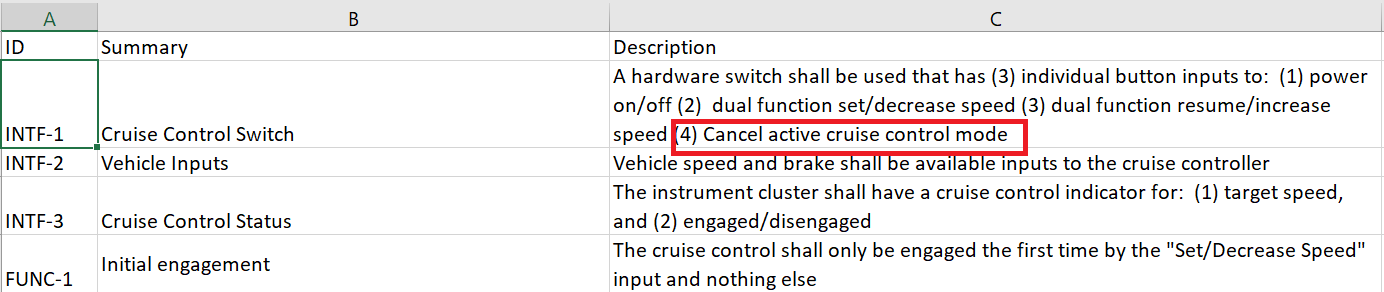 A B C
ID Summary Description
A hardware switch shall be used that has (3) individual button inputs to:  (1) power
on/off (2)  dual function set/decrease speed (3) dual function resume/increase
INTF-1 Cruise Control Switch speed (4) Cancel active cruise control mode
INTF-2 Vehicle Inputs Vehicle speed and brake shall be available inputs to the cruise controller
The instrument cluster shall have a cruise control indicator for:  (1) target speed,
INTF-3 Cruise Control Status and (2) engaged/disengaged
The cruise control shall only be engaged the first time by the "Set/Decrease Speed"
FUNC-1 Initial engagement input and nothing else